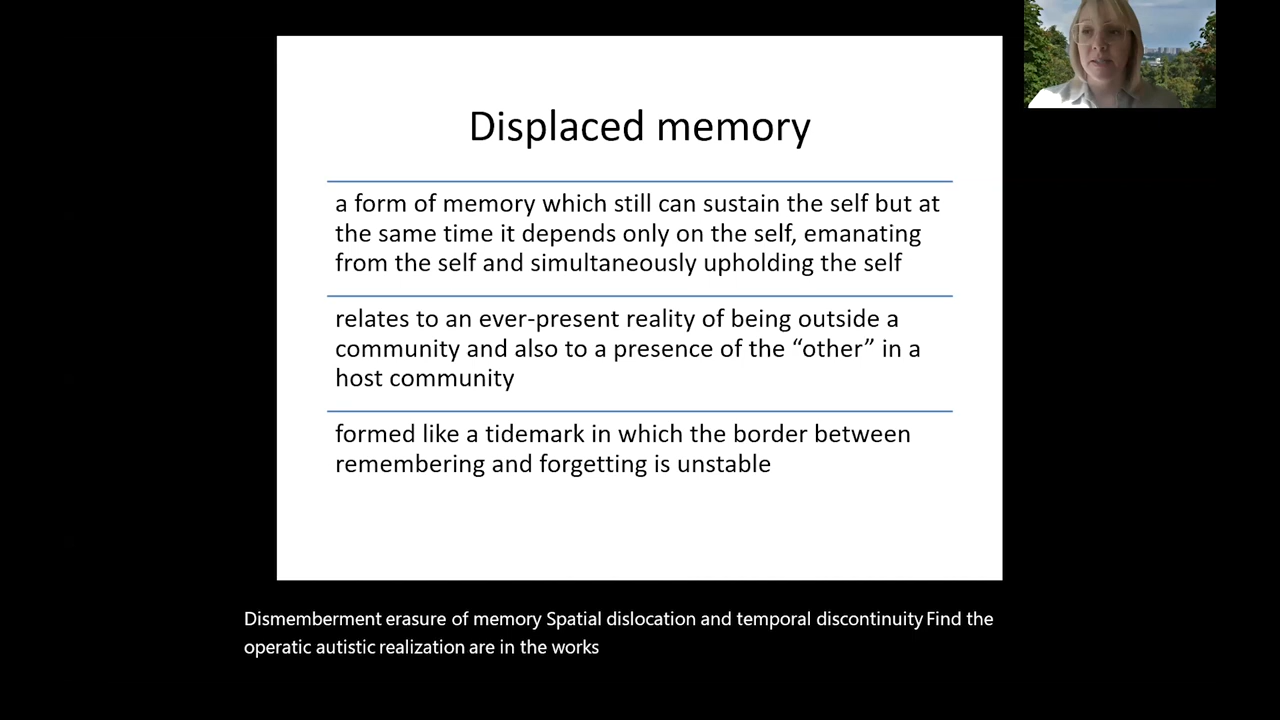 Displaced memory
a form of memory which still can sustain the self but at
the same time it depends only on the self, emanating
from the self and simultaneously upholding the self
relates to an ever-present reality of being outside a
community and also to a presence of the “other” in a
host community
formed like a tidemark in which the border between
remembering and forgetting is unstable
Dismemberment erasure of memory Spatial dislocation and temporal discontinuity Find the
operatic autistic realization are in the works